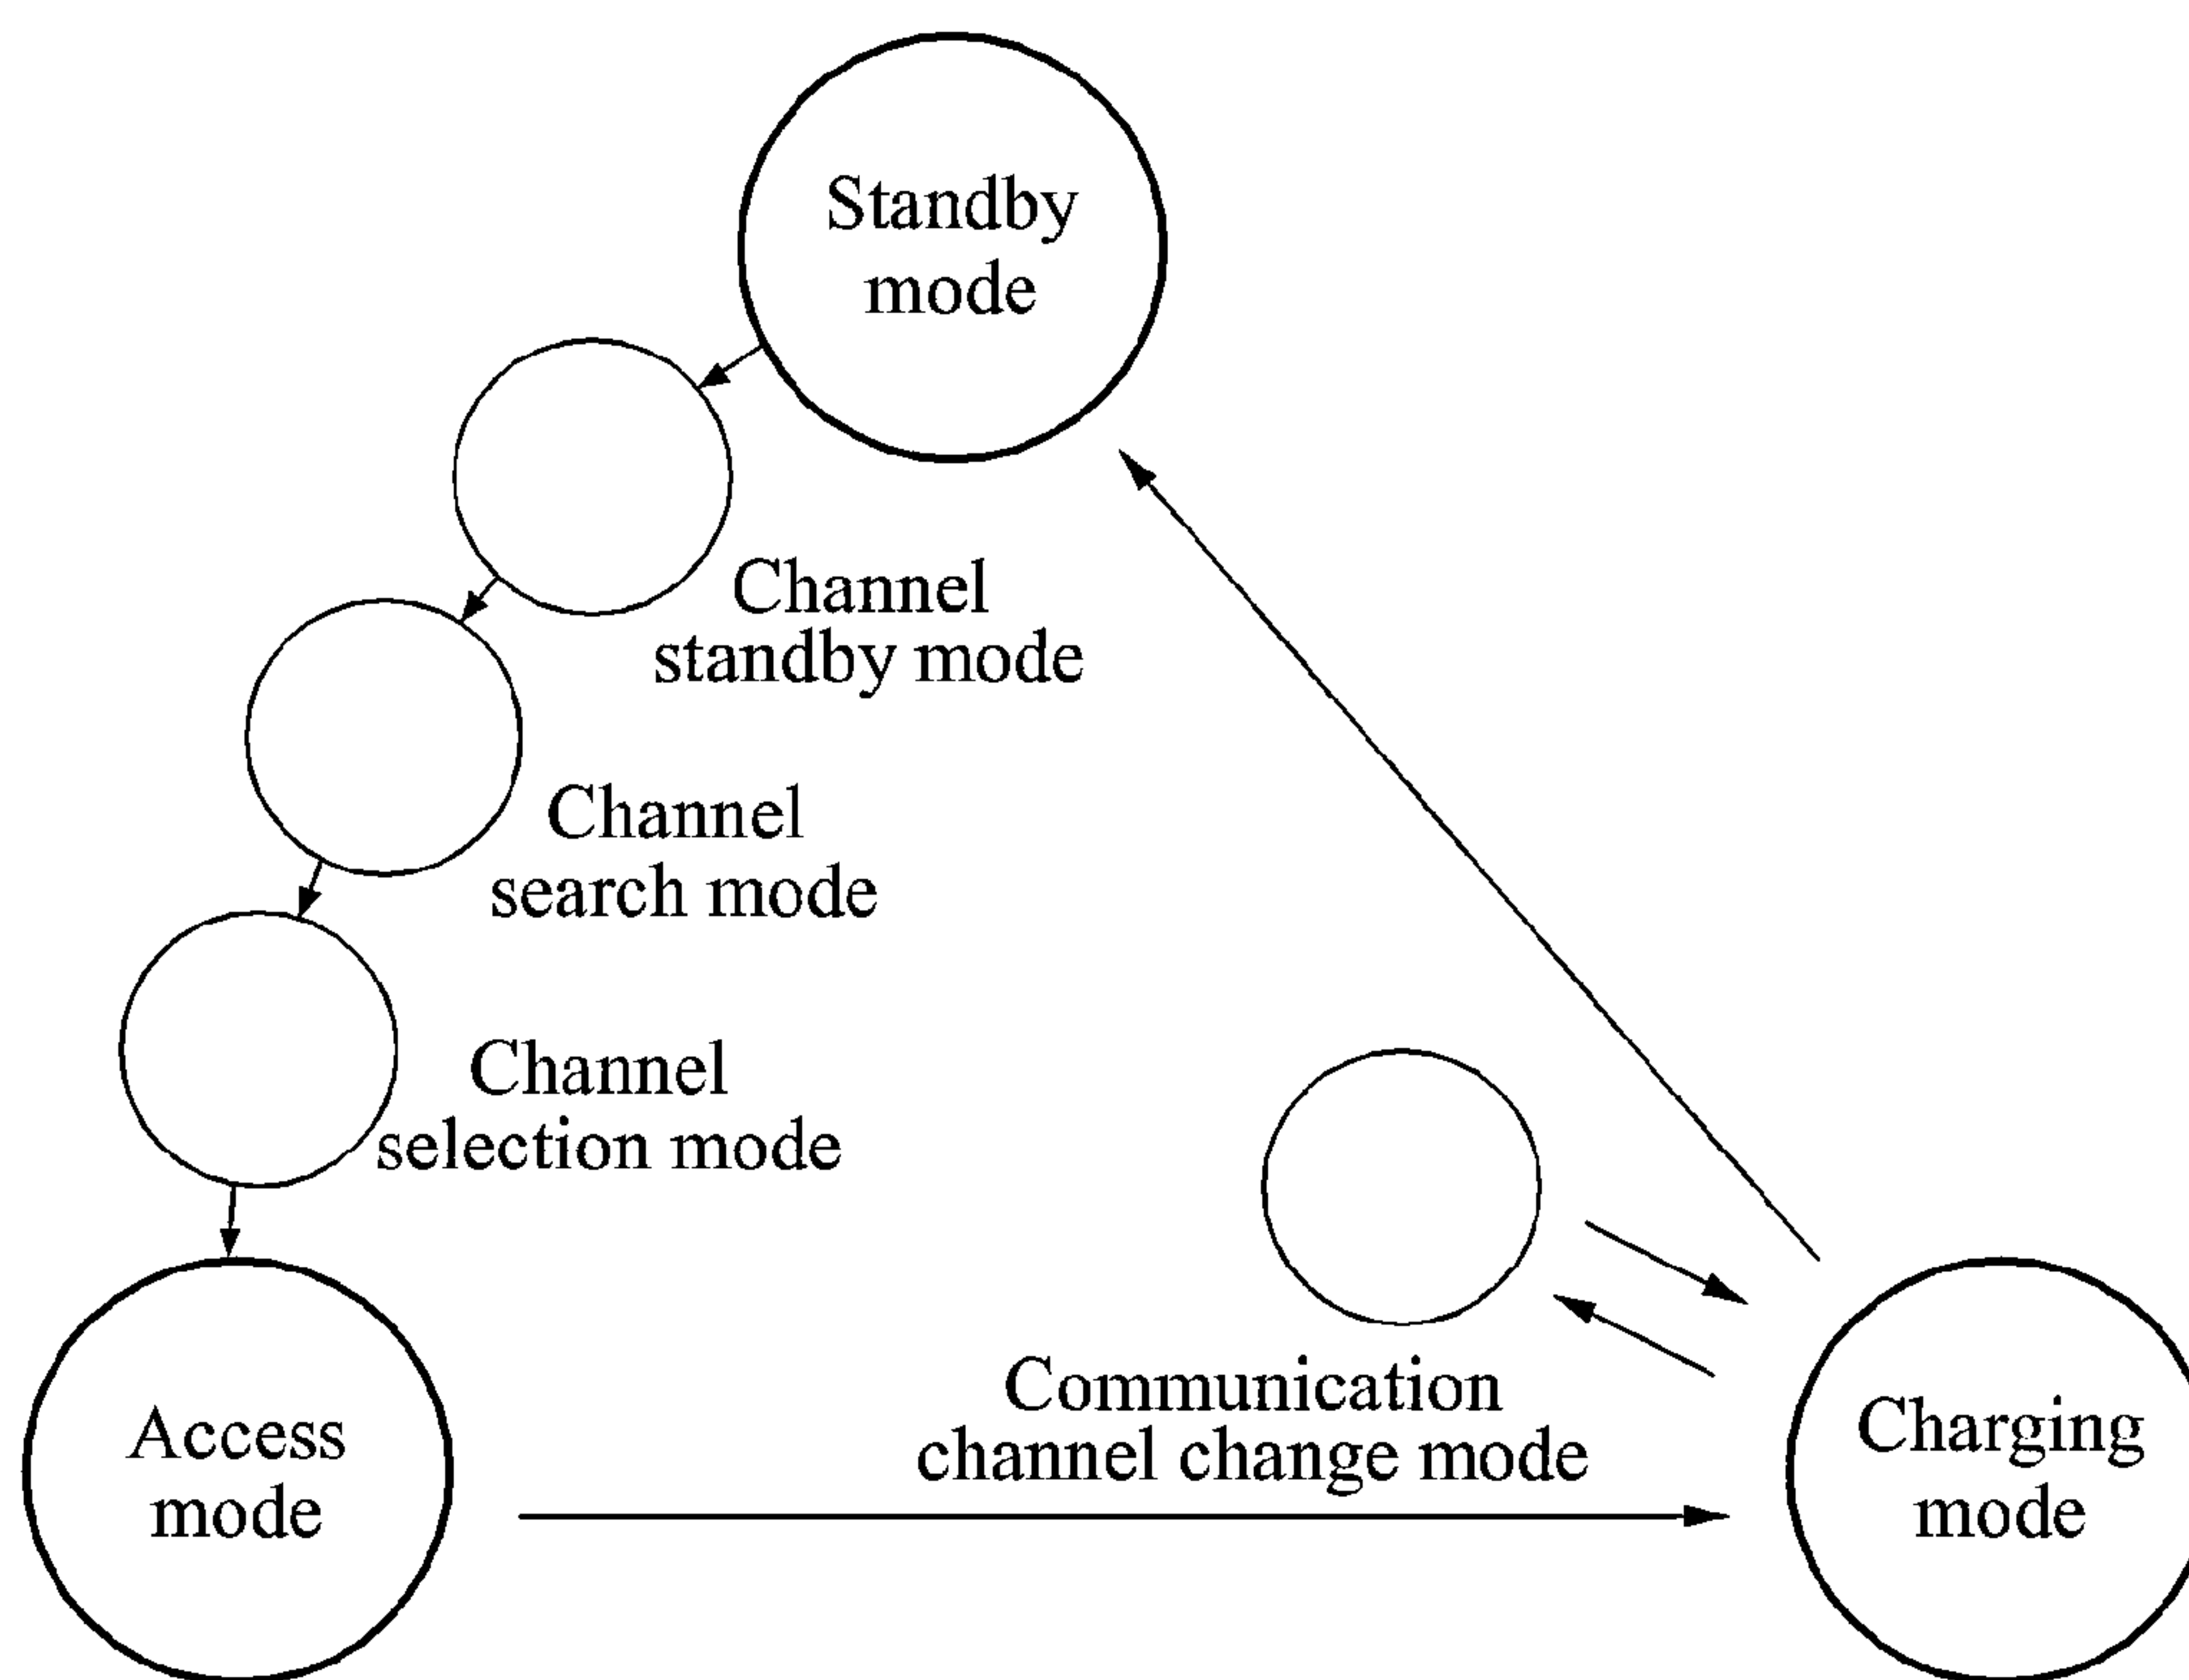 Standby
mode
Channel
standby mode
Channel
search mode
Channel
selection mode
Access
mode
Communication
channel change mode
Charging
mode